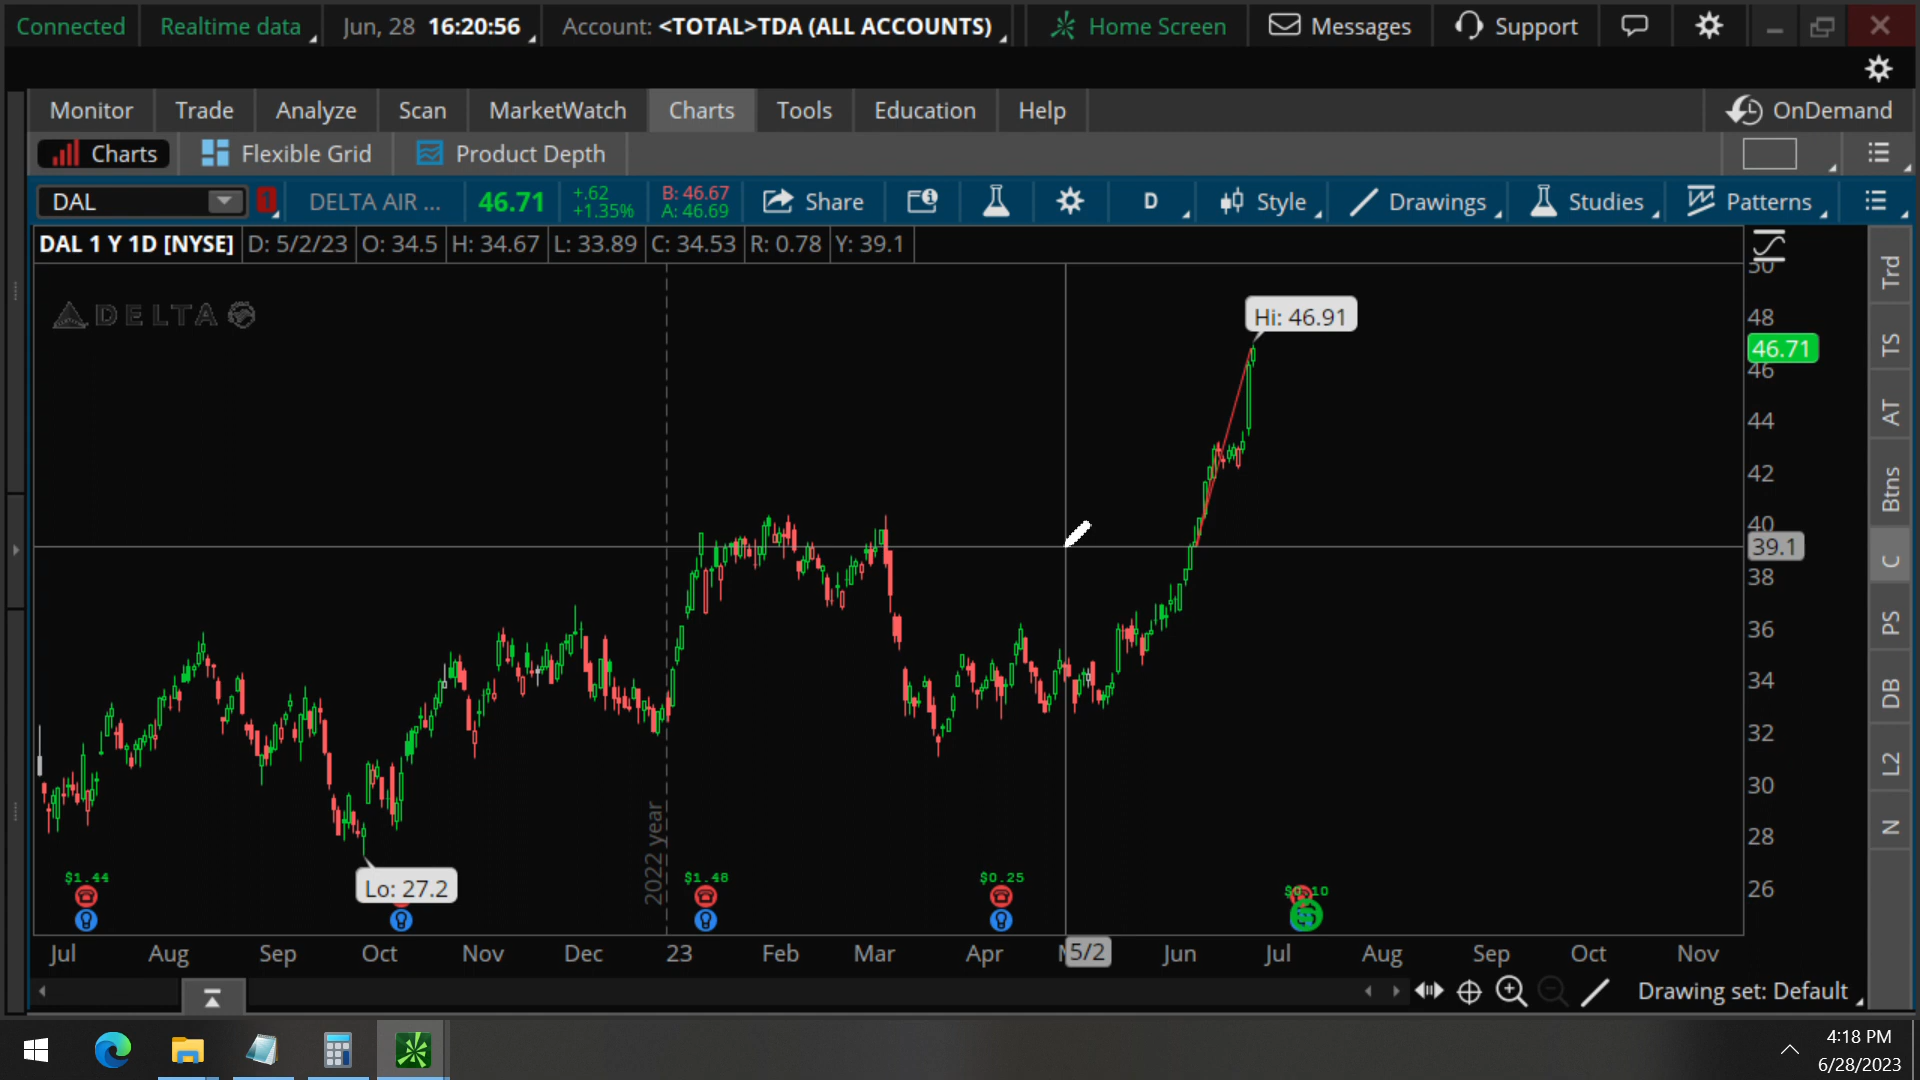 Connected Realtime data Jun, 28 16:20:56 Account: <TOTAL>TDA (ALL ACCOUNTS) Home Screen Messages Support
Monitor Trade Analyze Scan MarketWatch Charts Tools Education Help OnDemand
Charts Flexible Grid Product Depth
DAL 1 DELTA AIR ... 46.71 +.62 +1.35% B: 46.67 A: 46.69 Share D Style Drawings Studies Patterns
DAL 1 Y 1D [NYSE] D: 5/2/23 O: 34.5 H: 34.67 L: 33.89 C: 34.53 R: 0.78 Y: 39.1
DELTA
Hi: 46.91
Lo: 27.2
2022 year
50
48
46.71
46
44
42
40
39.1
38
36
34
32
30
28
26
Trd
TS
AT
Btns
C
PS
DB
L2
N
$1.44 $1.48 $0.25
Jul Aug Sep Oct Nov Dec 23 Feb Mar Apr 5/2 Jun Jul Aug Sep Oct Nov
Drawing set: Default
4:18 PM
6/28/2023